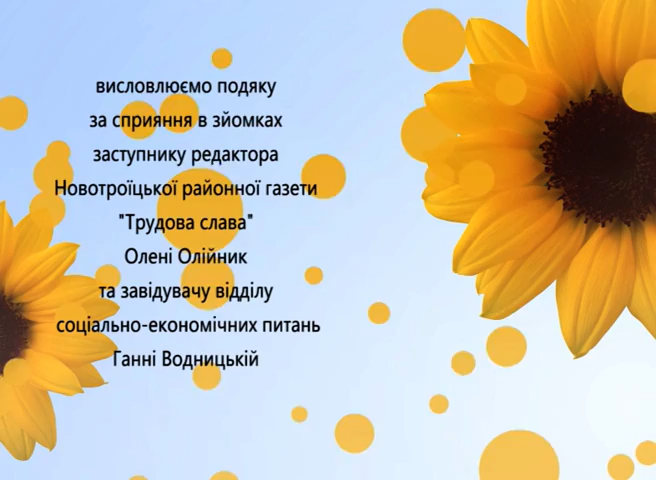 висловлюємо подяку
за сприяння в зйомках
заступнику редактора
Новотроїцької районної газети
"Трудова слава"
Олені Олійник
та завідувачу відділу
соціально-економічних питань
Ганні Водницькій